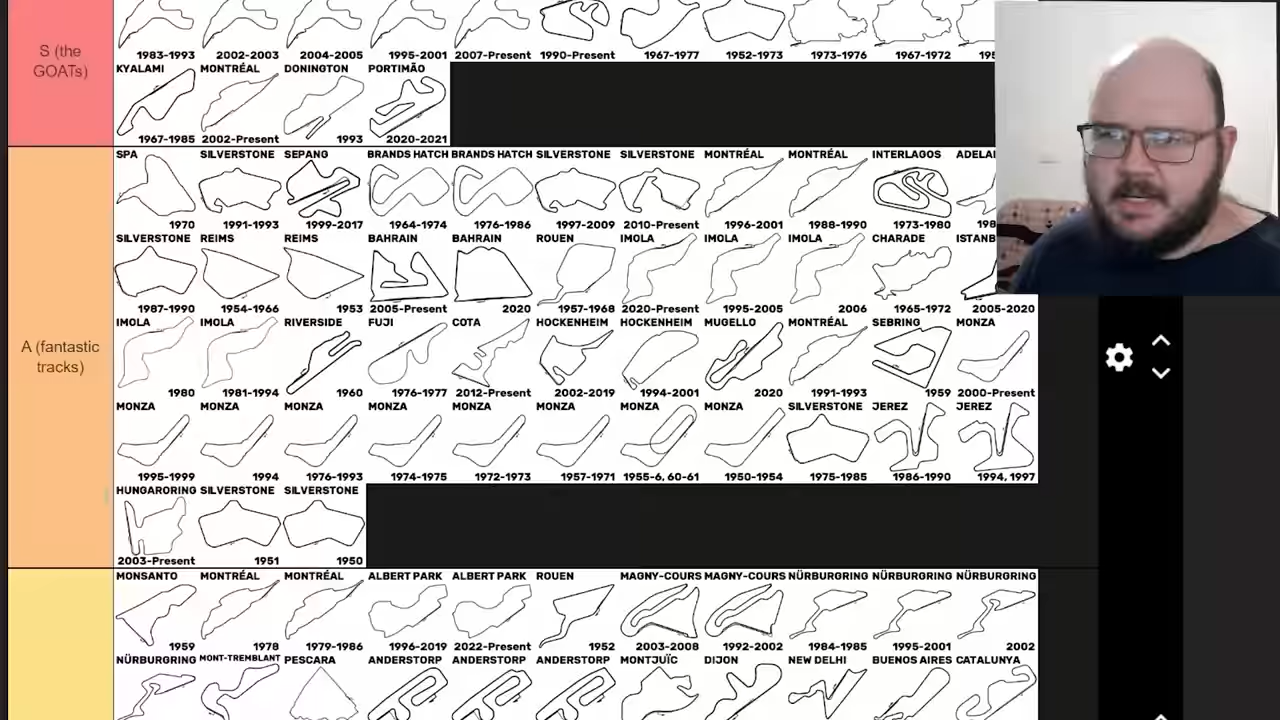 S (the
GOATs)
1983-1993 2002-2003 2004-2005 1995-2001 2007-Present 1990-Present 1967-1977 1952-1973 1973-1976 1967-1972
KYALAMI MONTRÉAL DONINGTON PORTIMÃO
1967-1985 2002-Present 1993 2020-2021
A (fantastic
tracks)
SPA SILVERSTONE SEPANG BRANDS HATCH BRANDS HATCH SILVERSTONE SILVERSTONE MONTRÉAL MONTRÉAL INTERLAGOS
1970 1991-1993 1999-2017 1964-1974 1976-1986 1997-2009 2010-Present 1996-2001 1988-1990 1973-1980
SILVERSTONE REIMS REIMS BAHRAIN BAHRAIN ROUEN IMOLA IMOLA IMOLA CHARADE
1987-1990 1954-1966 1953 2005-Present 2020 1957-1968 2020-Present 1995-2005 2006 1965-1972 2005-2020
IMOLA IMOLA RIVERSIDE FUJI COTA HOCKENHEIM HOCKENHEIM MUGELLO MONTRÉAL SEBRING MONZA
1980 1981-1994 1960 1976-1977 2012-Present 2002-2019 1994-2001 2020 1991-1993 1959 2000-Present
MONZA MONZA MONZA MONZA MONZA MONZA MONZA MONZA SILVERSTONE JEREZ JEREZ
1995-1999 1994 1976-1993 1974-1975 1972-1973 1957-1971 1955-6, 60-61 1950-1954 1975-1985 1986-1990 1994, 1997
HUNGARORING SILVERSTONE SILVERSTONE
2003-Present 1951 1950
MONSANTO MONTRÉAL MONTRÉAL ALBERT PARK ALBERT PARK ROUEN MAGNY-COURS MAGNY-COURS NÜRBURGRING NÜRBURGRING NÜRBURGRING
1959 1978 1979-1986 1996-2019 2022-Present 1952 2003-2008 1992-2002 1984-1985 1995-2001 2002
NÜRBURGRING MONT-TREMBLANT PESCARA ANDERSTORP ANDERSTORP ANDERSTORP MONTJUÏC DIJON NEW DELHI BUENOS AIRES CATALUNYA